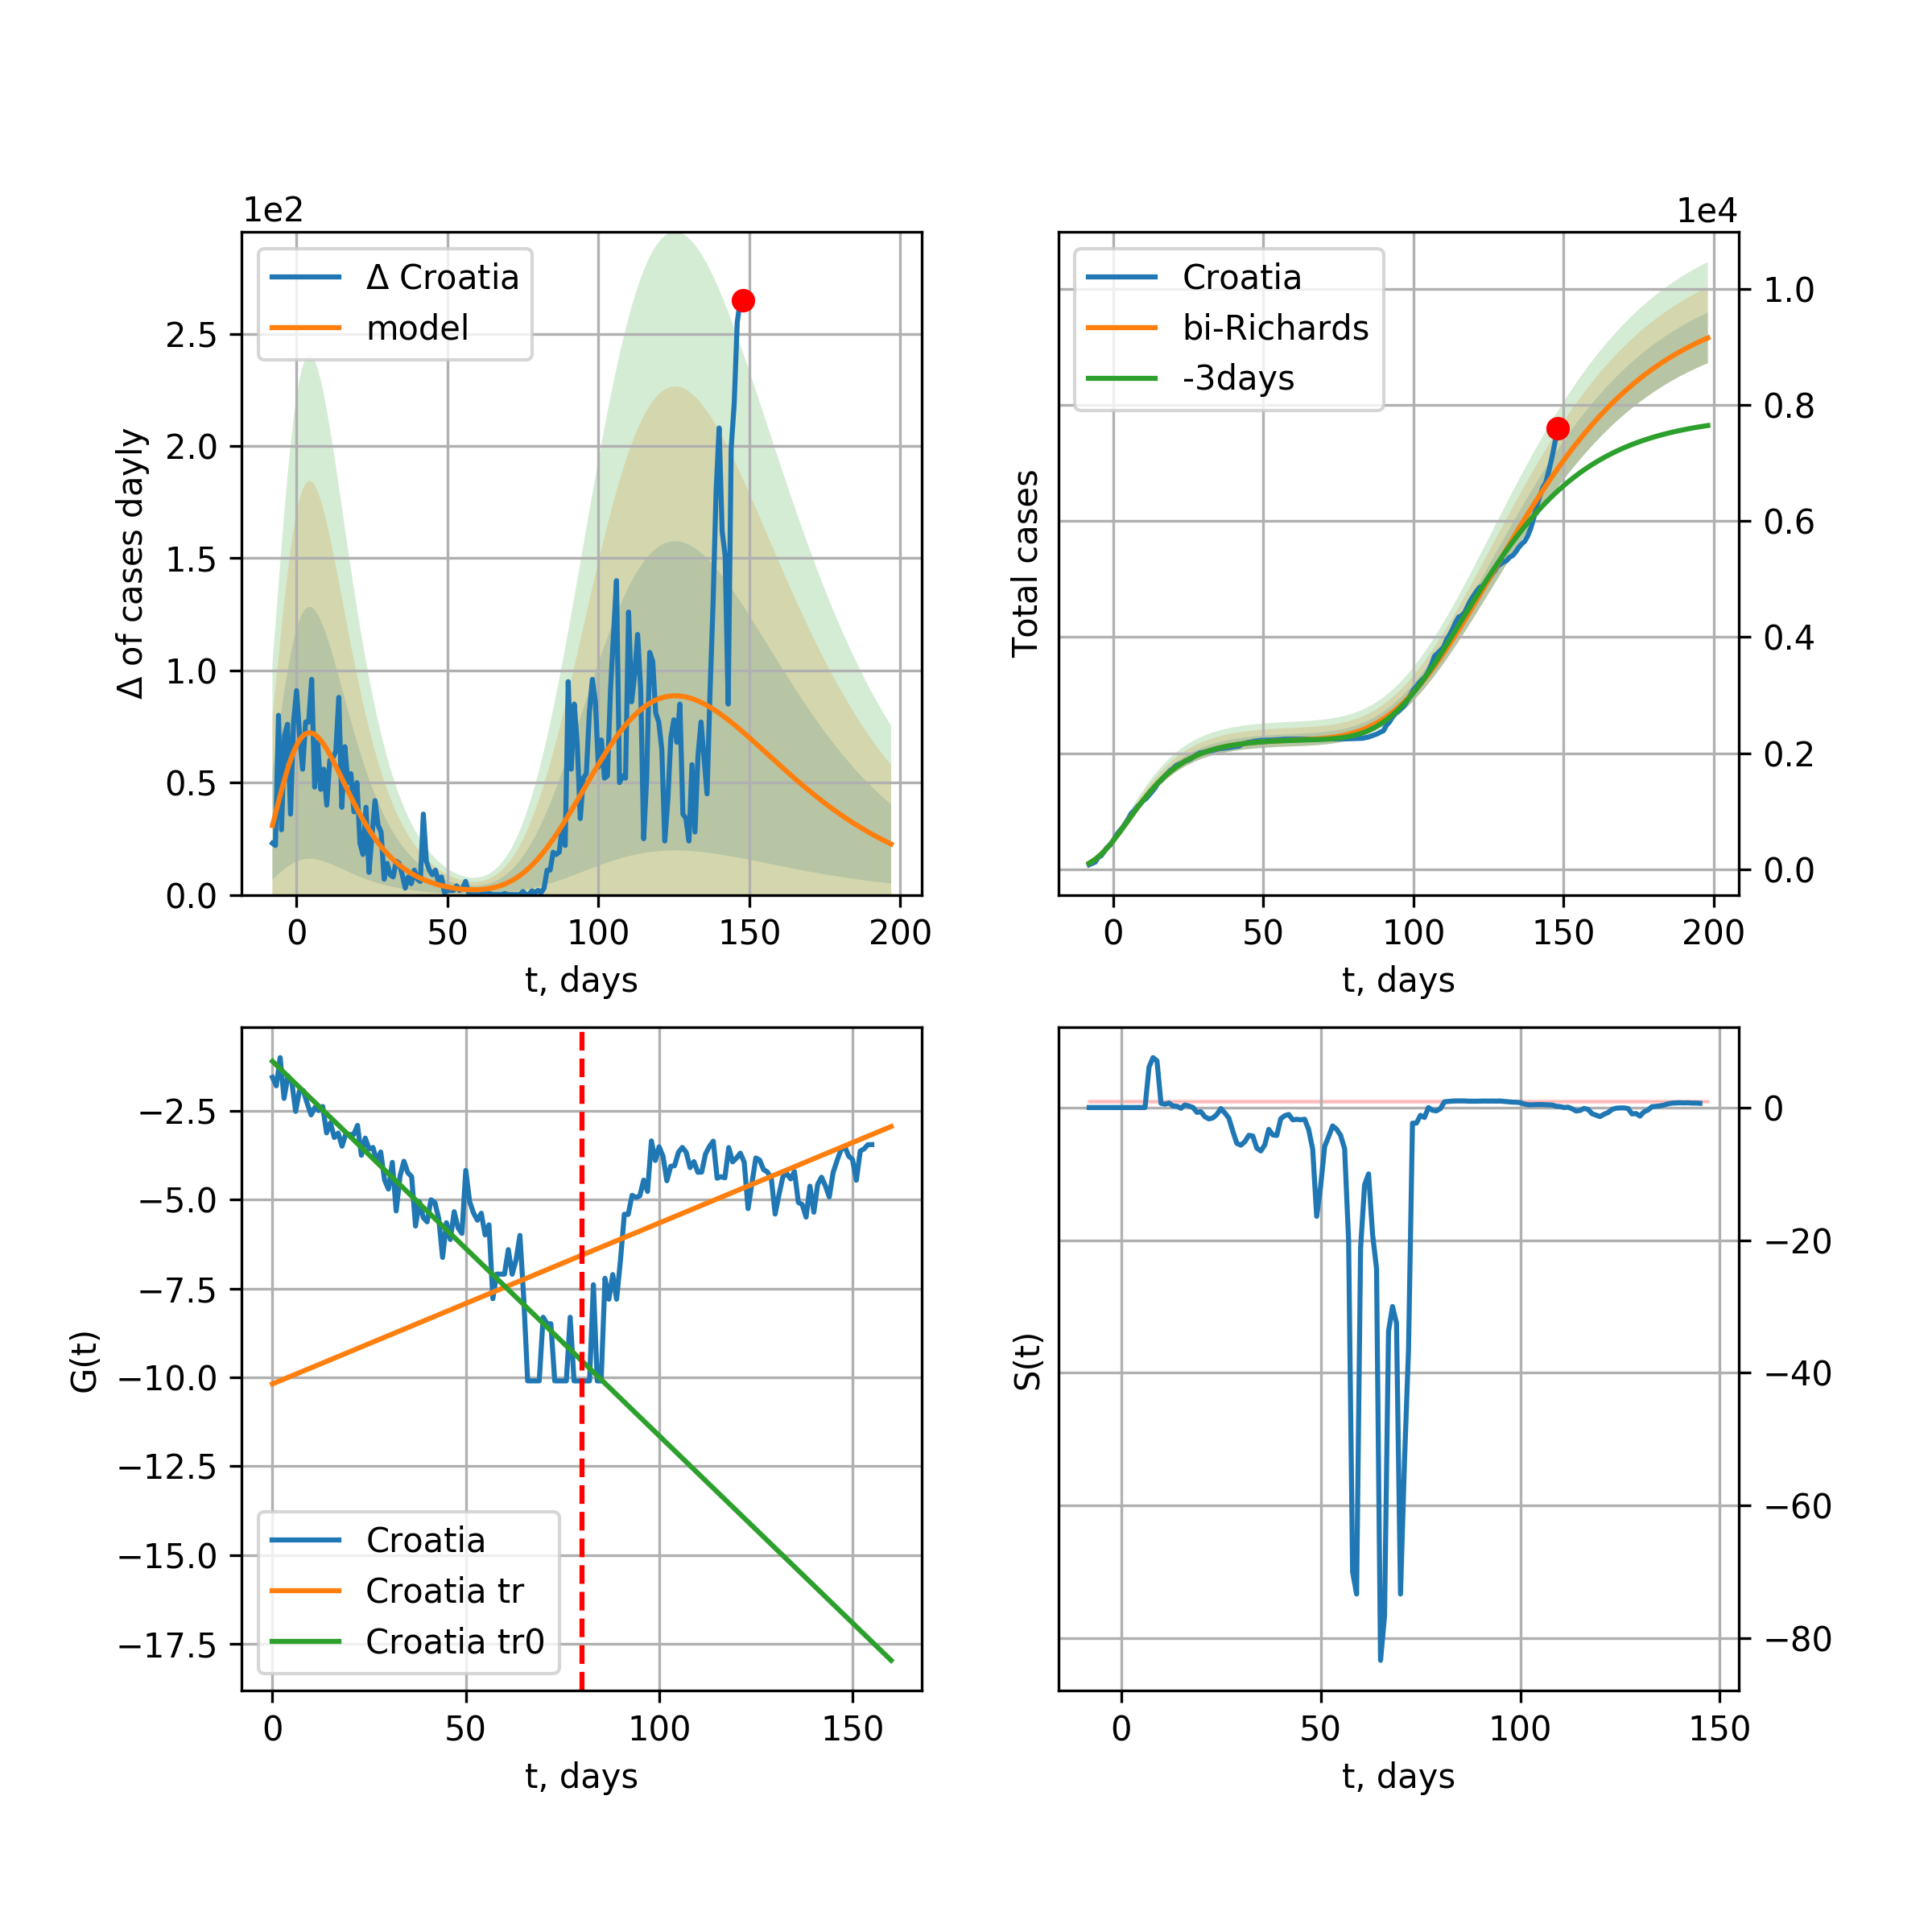 1e2
Δ Croatia
model
2.5
2.0
1.5
1.0
0.5
0.0
Δ of cases dayly
0 50 100 150 200
t, days
1e4
Croatia
bi-Richards
-3days
1.0
0.8
0.6
0.4
0.2
0.0
Total cases
0 50 100 150 200
t, days
−2.5
−5.0
−7.5
−10.0
−12.5
−15.0
−17.5
G(t)
Croatia
Croatia tr
Croatia tr0
0 50 100 150
t, days
S(t)
0
−20
−40
−60
−80
0 50 100 150
t, days